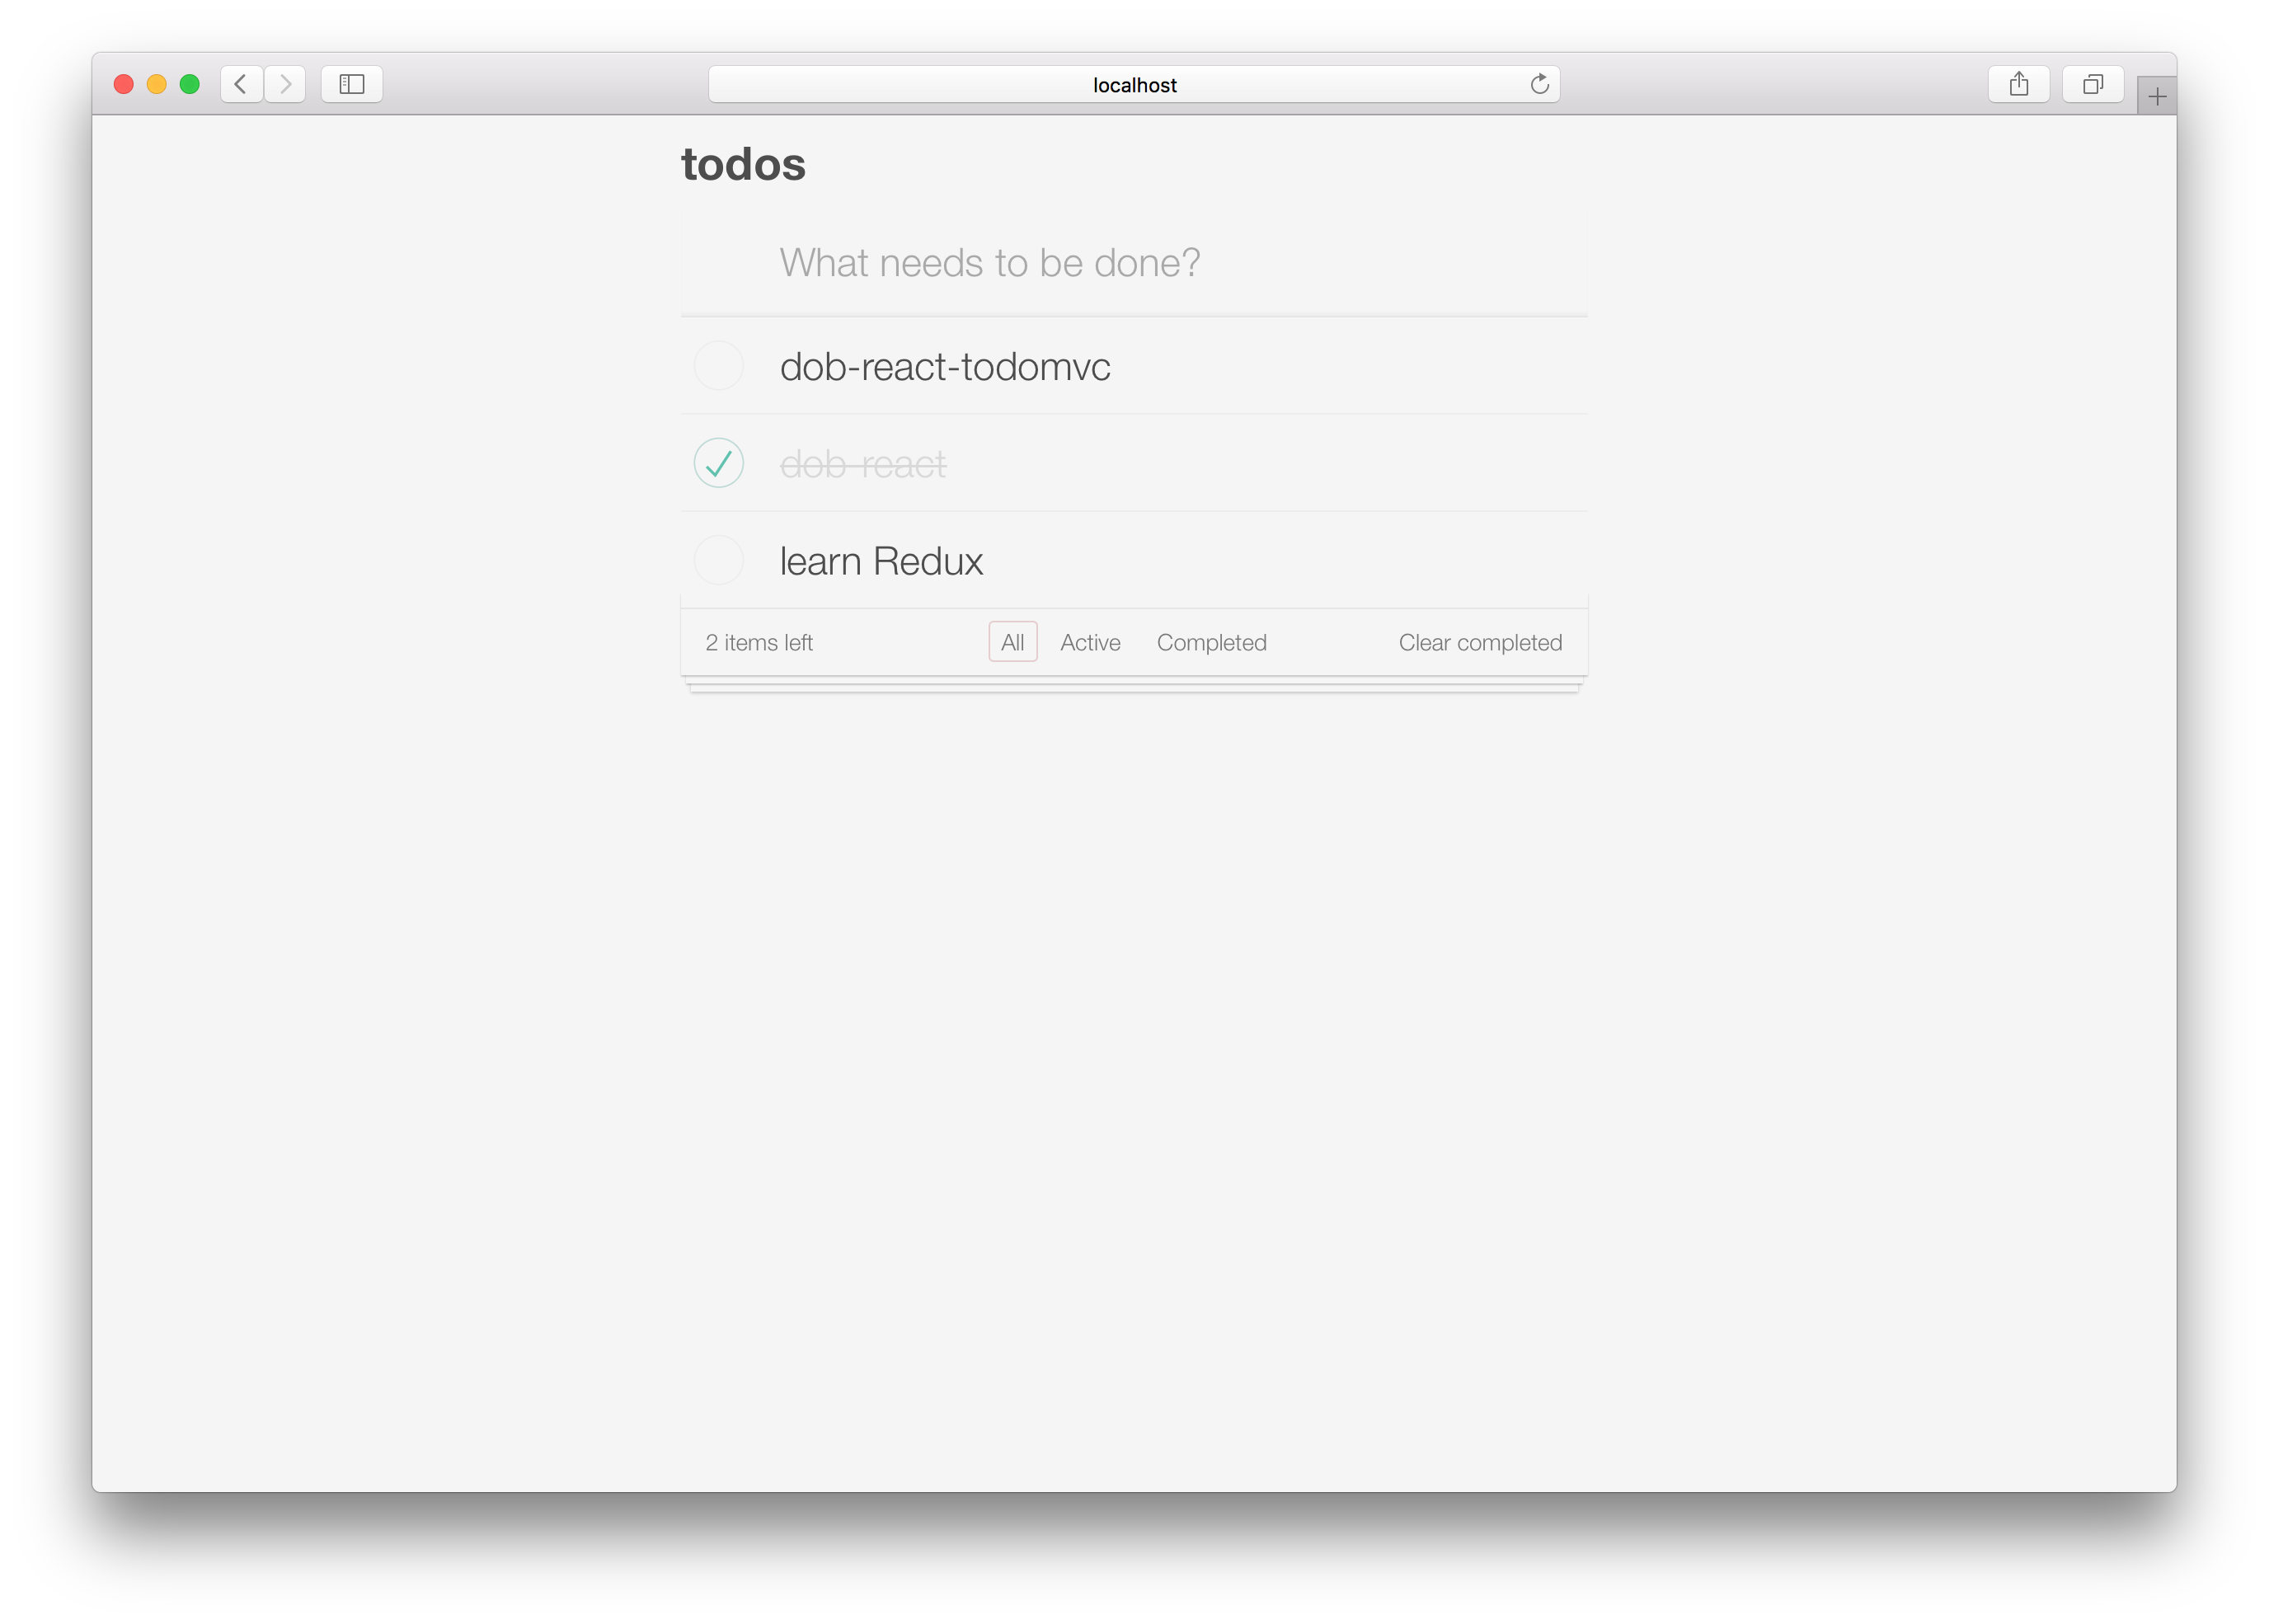 localhost
todos
What needs to be done?
dob-react-todomvc
dob-react
learn Redux
2 items left All Active Completed Clear completed